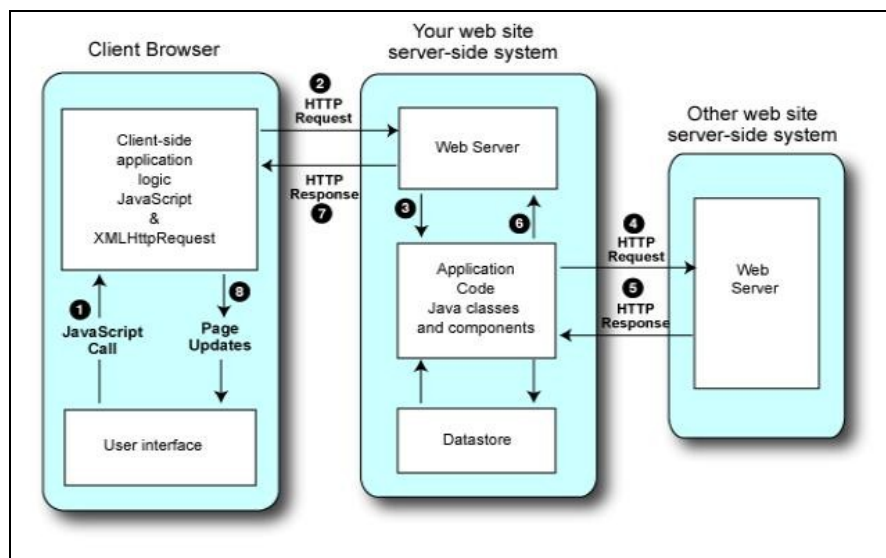 Client Browser
Client-side
application
logic
JavaScript
&
XMLHttpRequest
1
JavaScript
Call
8
Page
Updates
User interface
2
HTTP
Request
HTTP
Response
7
Your web site
server-side system
Web Server
3
6
Application
Code
Java classes
and components
Datastore
4
HTTP
Request
5
HTTP
Response
Other web site
server-side system
Web
Server